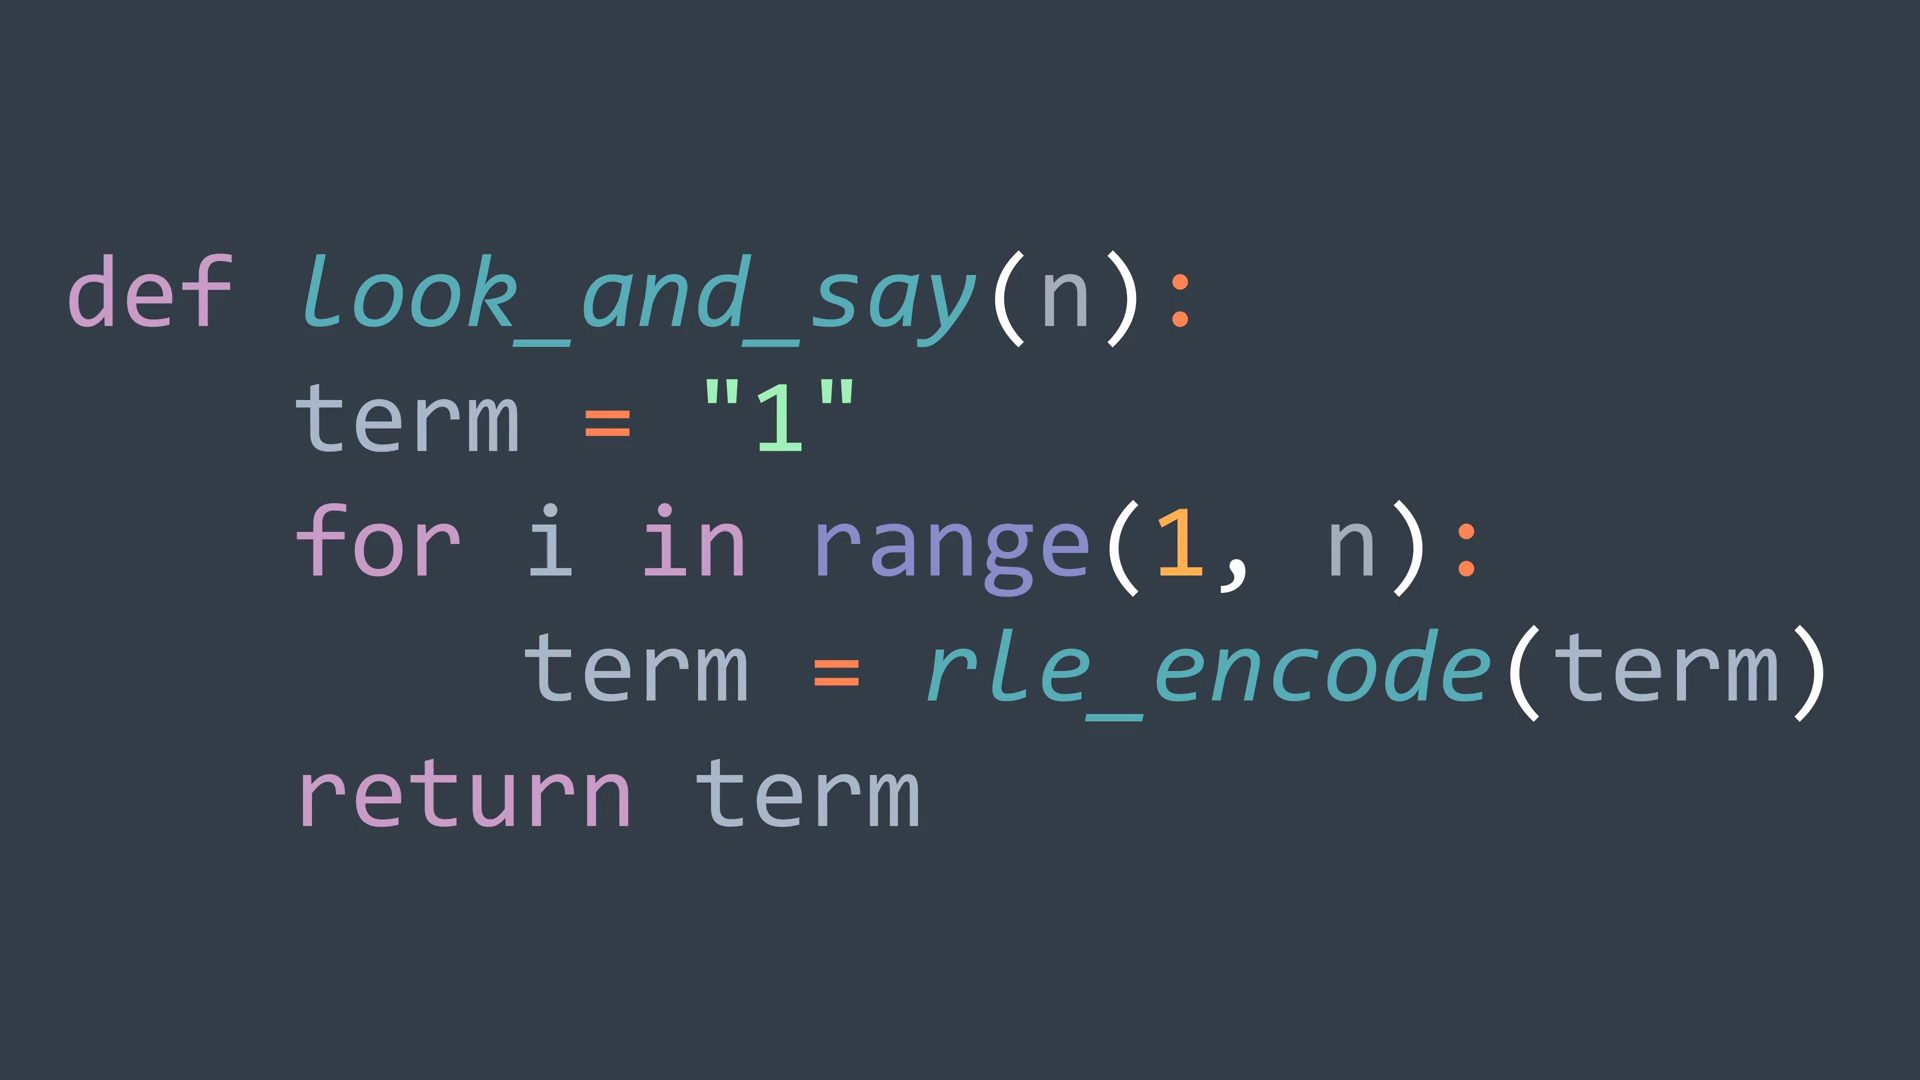 def look_and_say(n):
    term = "1"
    for i in range(1, n):
        term = rle_encode(term)
    return term